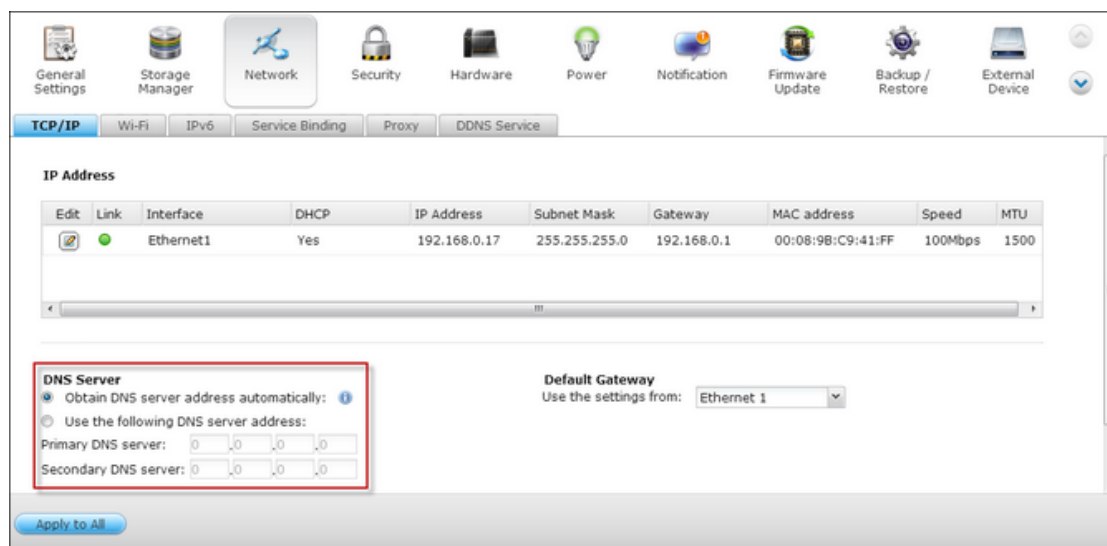 General Settings
Storage Manager
Network
Security
Hardware
Power
Notification
Firmware Update
Backup / Restore
External Device
TCP/IP
Wi-Fi
IPv6
Service Binding
Proxy
DDNS Service
IP Address
Edit Link Interface DHCP IP Address Subnet Mask Gateway MAC address Speed MTU
Ethernet1 Yes 192.168.0.17 255.255.255.0 192.168.0.1 00:08:9B:C9:41:FF 100Mbps 1500
DNS Server
Obtain DNS server address automatically:
Use the following DNS server address:
Primary DNS server: 0 .0 .0 .0
Secondary DNS server: 0 .0 .0 .0
Default Gateway
Use the settings from: Ethernet 1
Apply to All